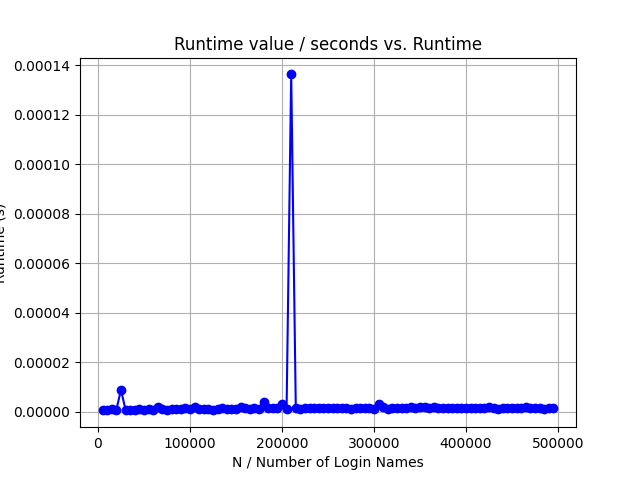 Runtime value / seconds vs. Runtime
0.00014
0.00012
0.00010
0.00008
0.00006
0.00004
0.00002
0.00000
Runtime (s)
0 100000 200000 300000 400000 500000
N / Number of Login Names